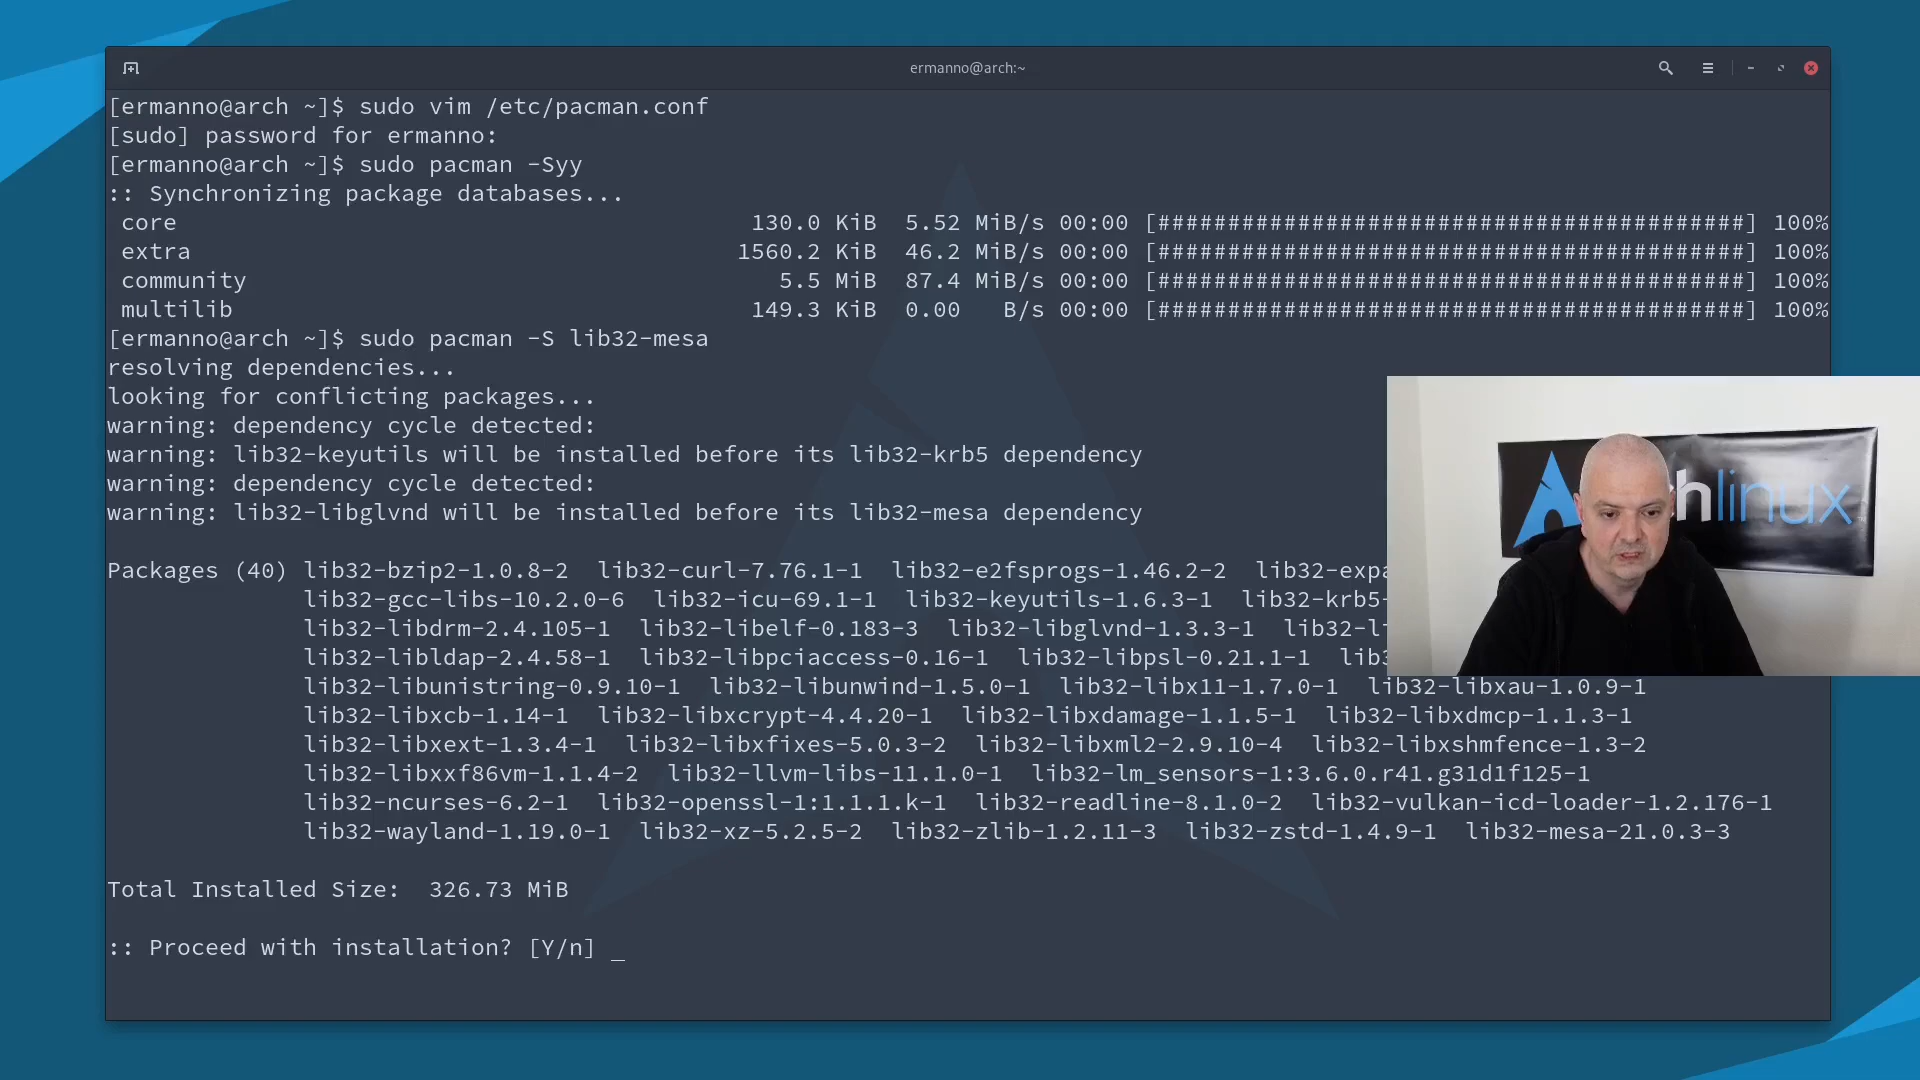 ermanno@arch:~
[ermanno@arch ~]$ sudo vim /etc/pacman.conf
[sudo] password for ermanno:
[ermanno@arch ~]$ sudo pacman -Syy
:: Synchronizing package databases...
core 130.0 KiB 5.52 MiB/s 00:00 [##########################################] 100%
extra 1560.2 KiB 46.2 MiB/s 00:00 [##########################################] 100%
community 5.5 MiB 87.4 MiB/s 00:00 [##########################################] 100%
multilib 149.3 KiB 0.00 B/s 00:00 [##########################################] 100%
[ermanno@arch ~]$ sudo pacman -S lib32-mesa
resolving dependencies...
looking for conflicting packages...
warning: dependency cycle detected:
warning: lib32-keyutils will be installed before its lib32-krb5 dependency
warning: dependency cycle detected:
warning: lib32-libglvnd will be installed before its lib32-mesa dependency
Packages (40) lib32-bzip2-1.0.8-2 lib32-curl-7.76.1-1 lib32-e2fsprogs-1.46.2-2
lib32-gcc-libs-10.2.0-6 lib32-icu-69.1-1 lib32-keyutils-1.6.3-1 lib32-krb5-
lib32-libdrm-2.4.105-1 lib32-libelf-0.183-3 lib32-libglvnd-1.3.3-1
lib32-libldap-2.4.58-1 lib32-libpciaccess-0.16-1 lib32-libpsl-0.21.1-1
lib32-libunistring-0.9.10-1 lib32-libunwind-1.5.0-1 lib32-libx11-1.7.0-1 lib32-libxau-1.0.9-1
lib32-libxcb-1.14-1 lib32-libxcrypt-4.4.20-1 lib32-libxdamage-1.1.5-1 lib32-libxdmcp-1.1.3-1
lib32-libxext-1.3.4-1 lib32-libxfixes-5.0.3-2 lib32-libxml2-2.9.10-4 lib32-libxshmfence-1.3-2
lib32-libxxf86vm-1.1.4-2 lib32-llvm-libs-11.1.0-1 lib32-lm_sensors-1:3.6.0.r41.g31d1f125-1
lib32-ncurses-6.2-1 lib32-openssl-1:1.1.1.k-1 lib32-readline-8.1.0-2 lib32-vulkan-icd-loader-1.2.176-1
lib32-wayland-1.19.0-1 lib32-xz-5.2.5-2 lib32-zlib-1.2.11-3 lib32-zstd-1.4.9-1 lib32-mesa-21.0.3-3
Total Installed Size: 326.73 MiB
:: Proceed with installation? [Y/n] _
hlinux